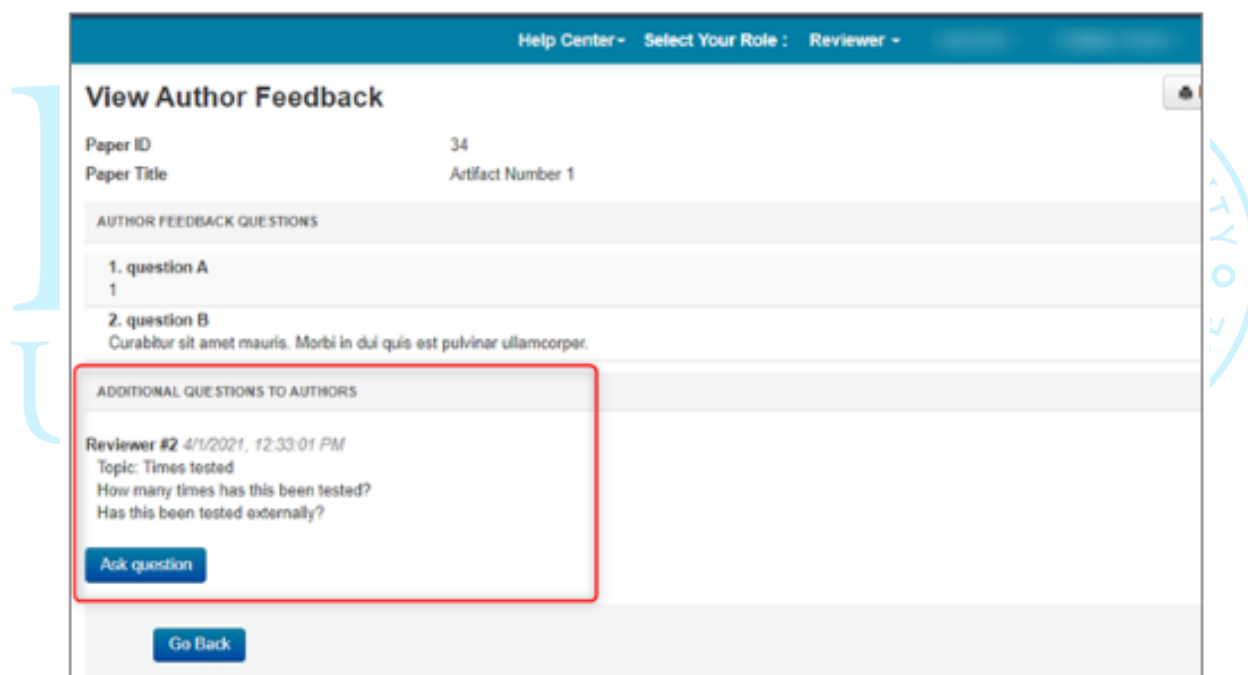 Help Center Select Your Role : Reviewer
View Author Feedback
Paper ID 34
Paper Title Artifact Number 1
AUTHOR FEEDBACK QUESTIONS
1. question A
1
2. question B
Curabitur sit amet mauris. Morbi in dui quis est pulvinar ullamcorper.
ADDITIONAL QUESTIONS TO AUTHORS
Reviewer #2 4/1/2021, 12:33:01 PM
Topic: Times tested
How many times has this been tested?
Has this been tested externally?
Ask question
Go Back